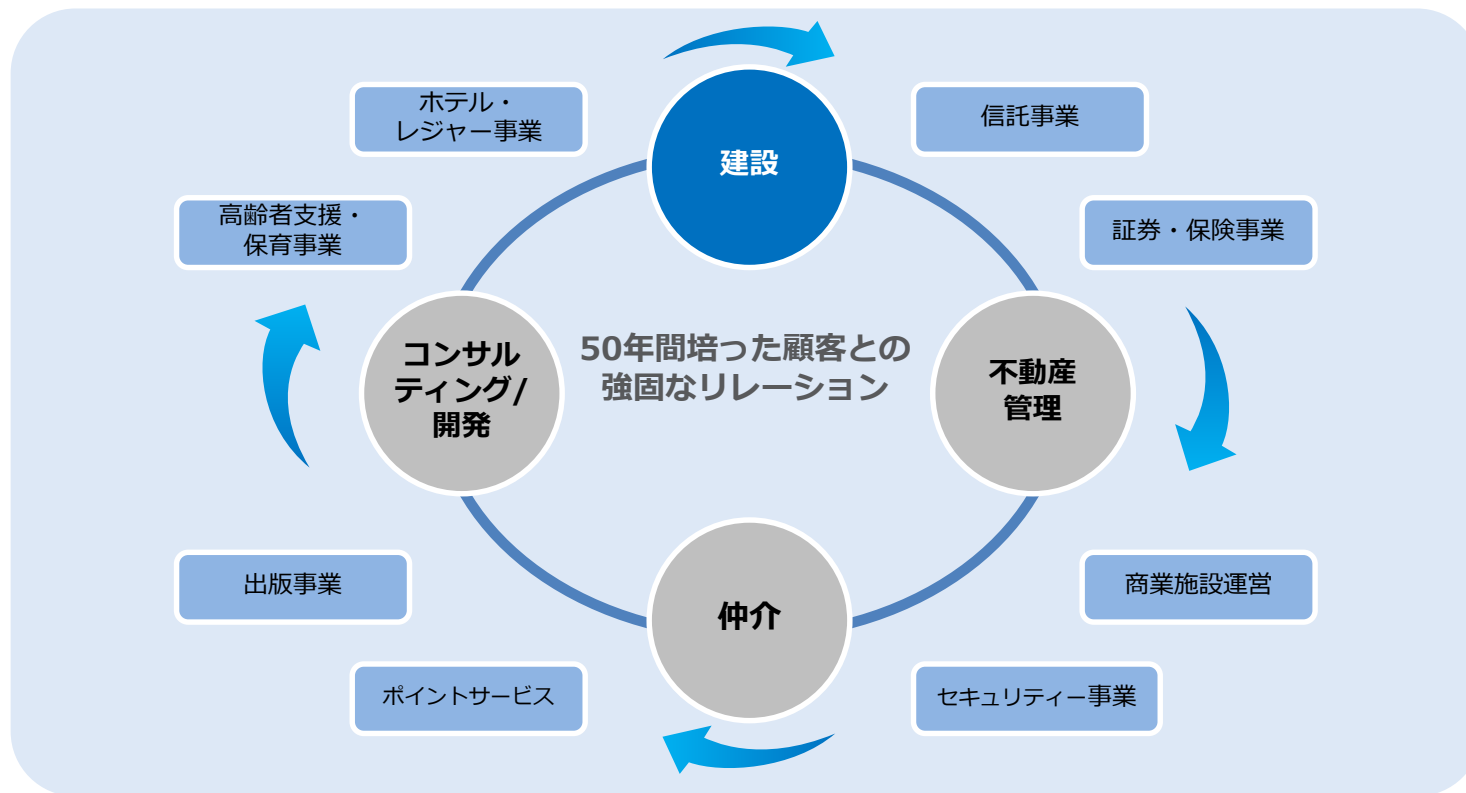 ホテル・
レジャー事業
建設
信託事業
高齢者支援・
保育事業
証券・保険事業
コンサル
ティング/
開発
50年間培った顧客との
強固なリレーション
不動産
管理
出版事業
仲介
商業施設運営
ポイントサービス
セキュリティー事業